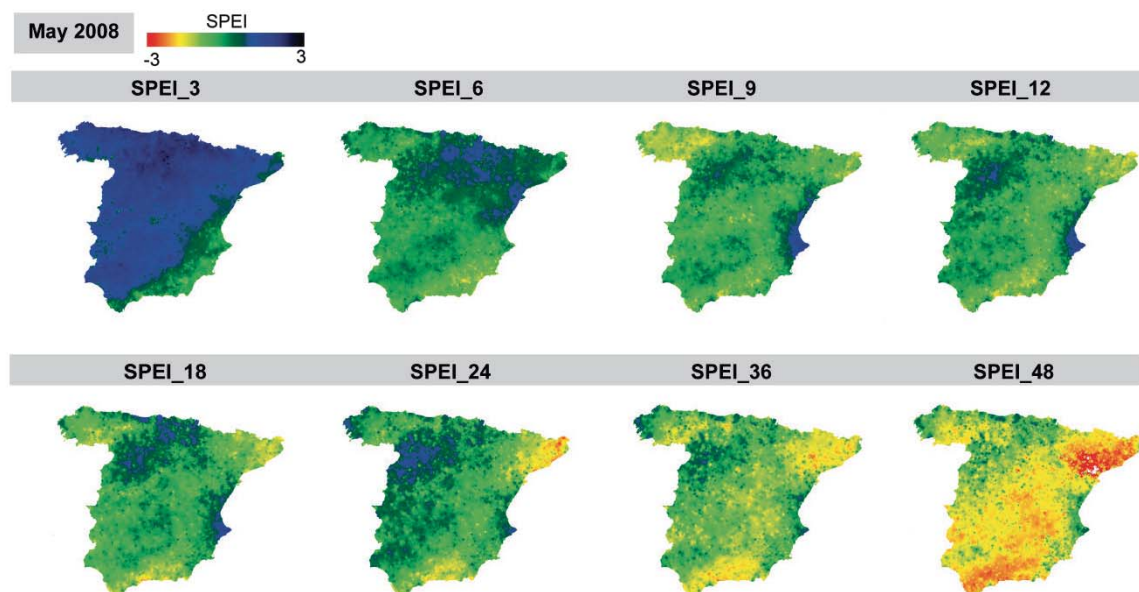 May 2008
SPEI
-3 3
SPEI_3 SPEI_6 SPEI_9 SPEI_12
SPEI_18 SPEI_24 SPEI_36 SPEI_48